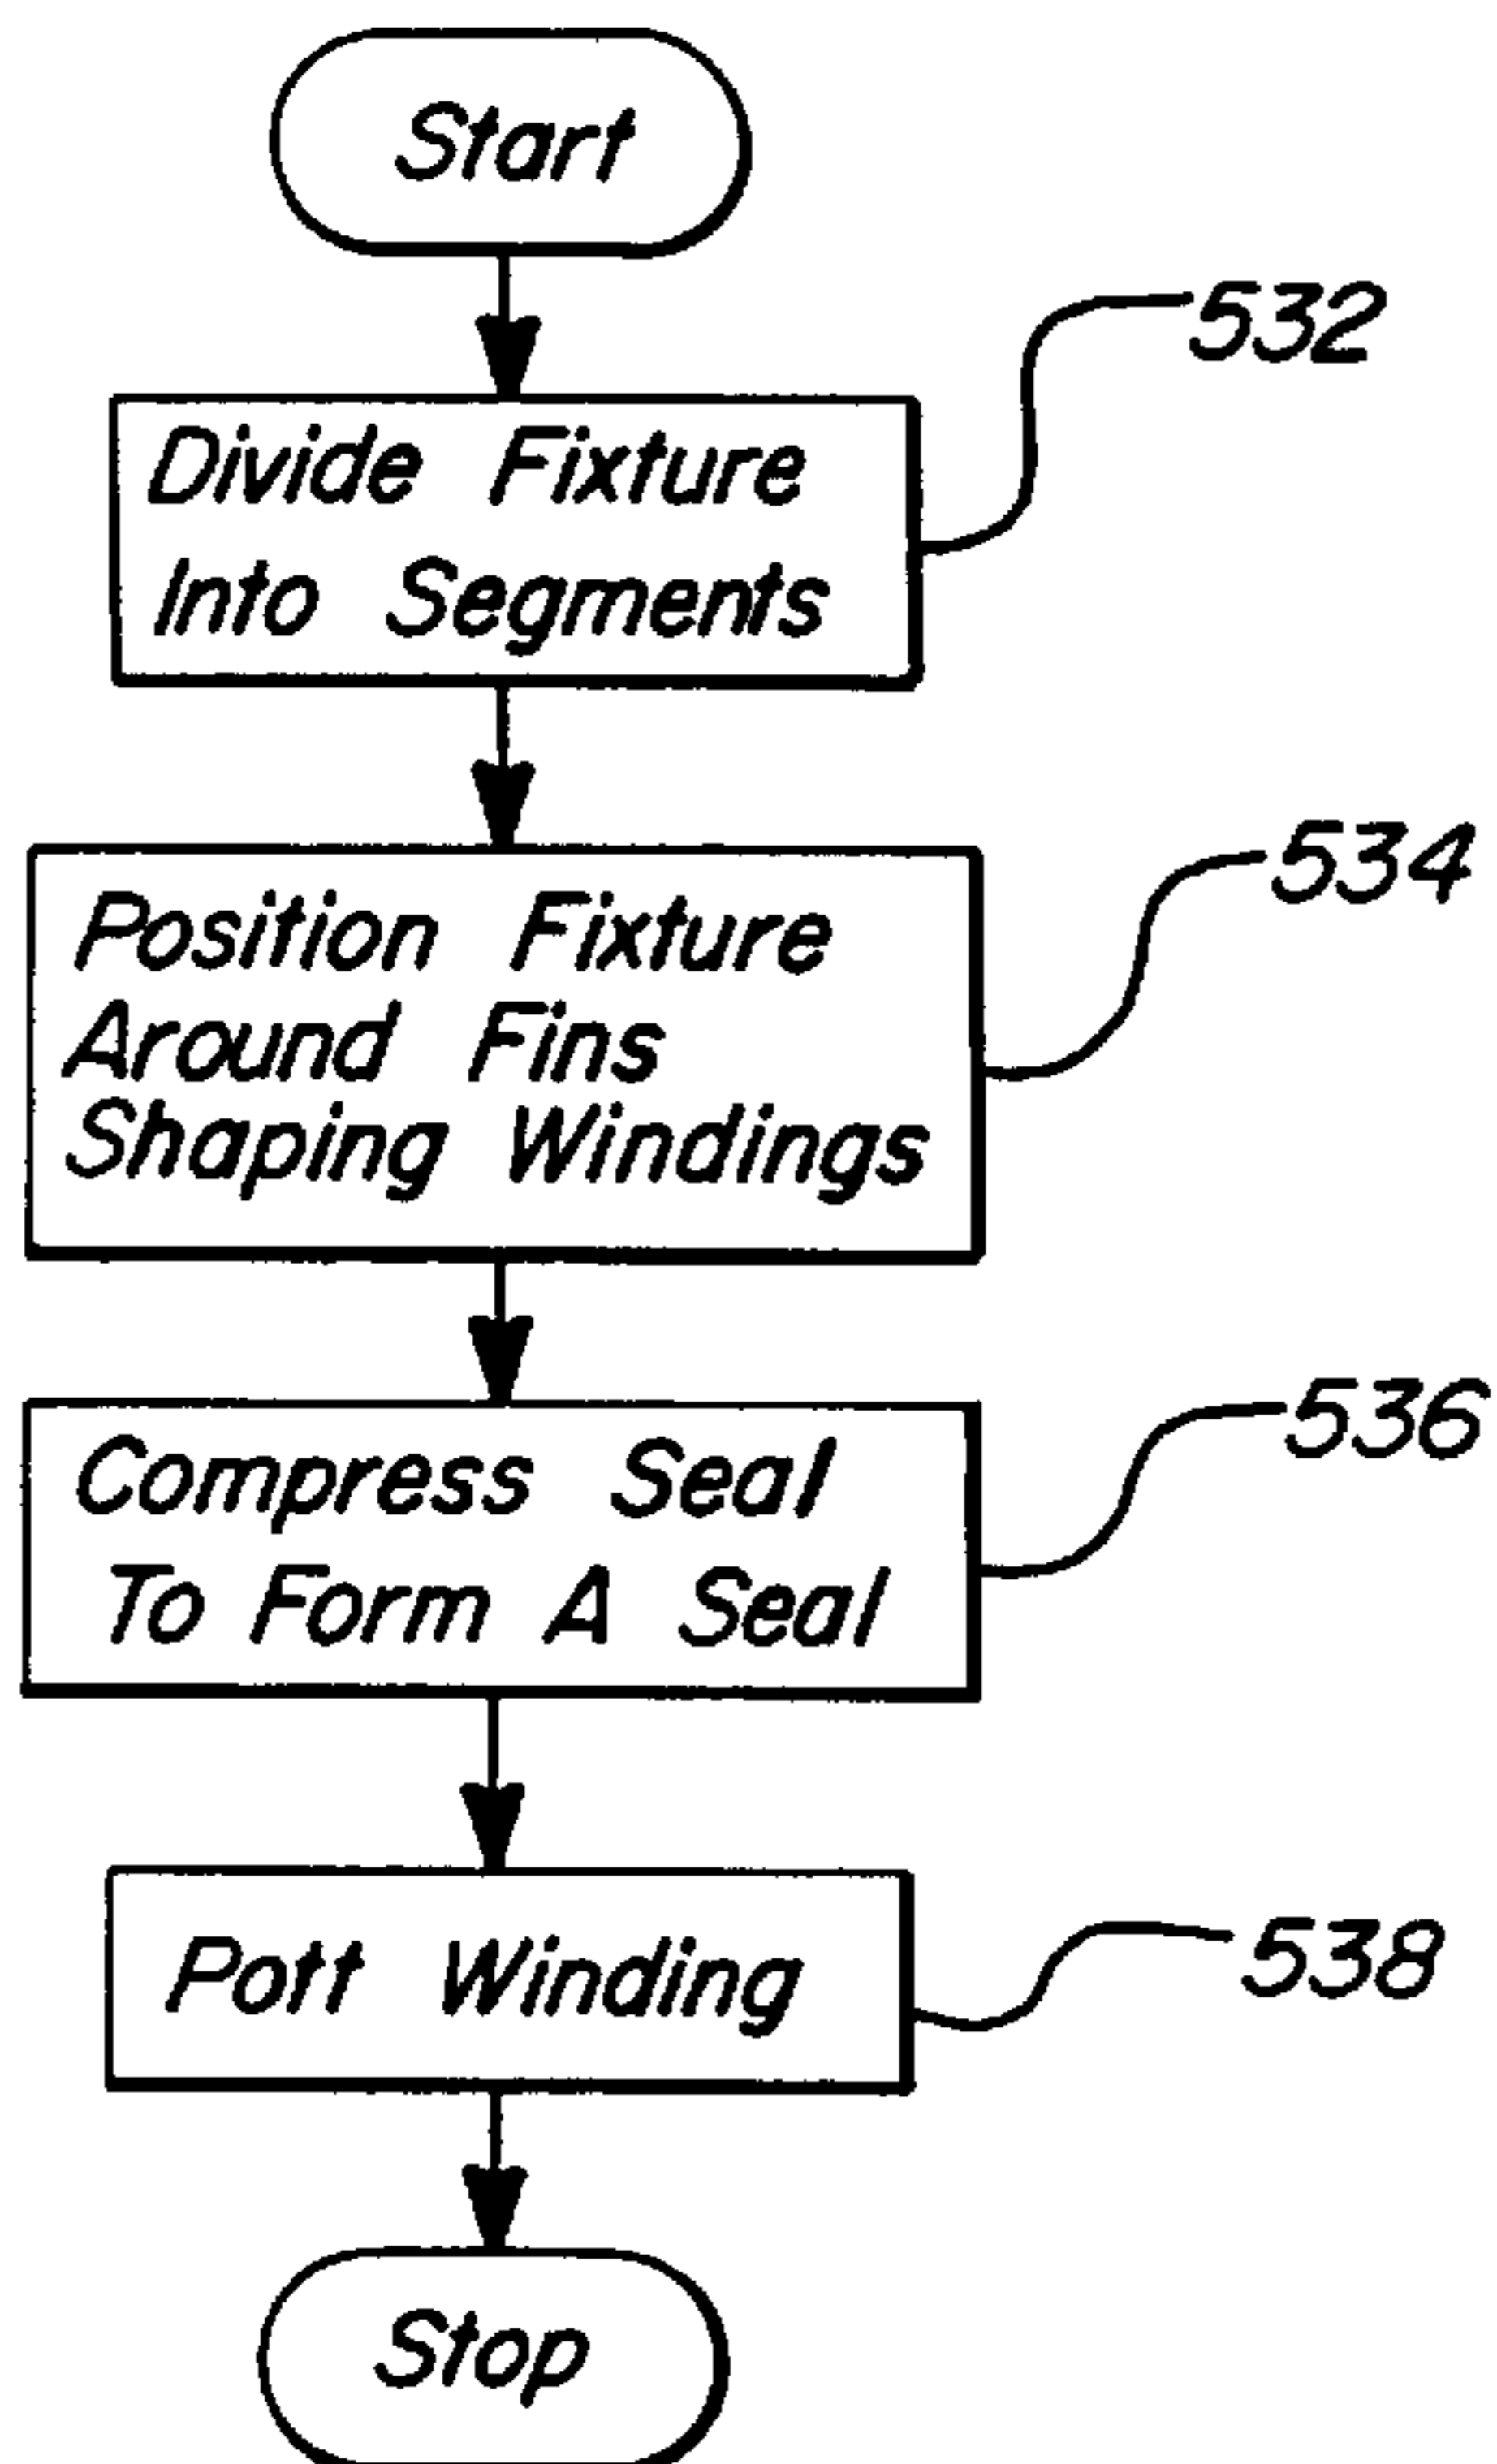 Start
532
Divide Fixture
Into Segments
534
Position Fixture
Around Fins
Shaping Windings
536
Compress Seal
To Form A Seal
538
Pott Winding
Stop